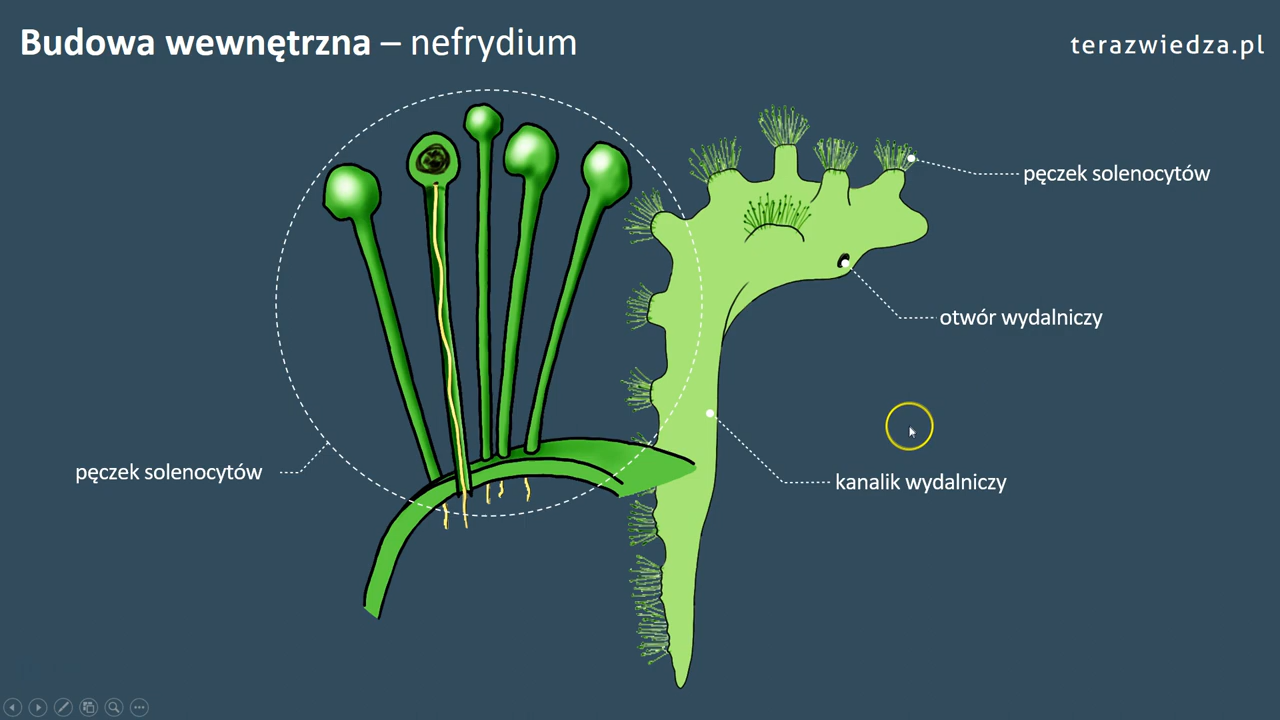 Budowa wewnętrzna – nefrydium
terazwiedza.pl
pęczek solenocytów
otwór wydalniczy
pęczek solenocytów
kanalik wydalniczy